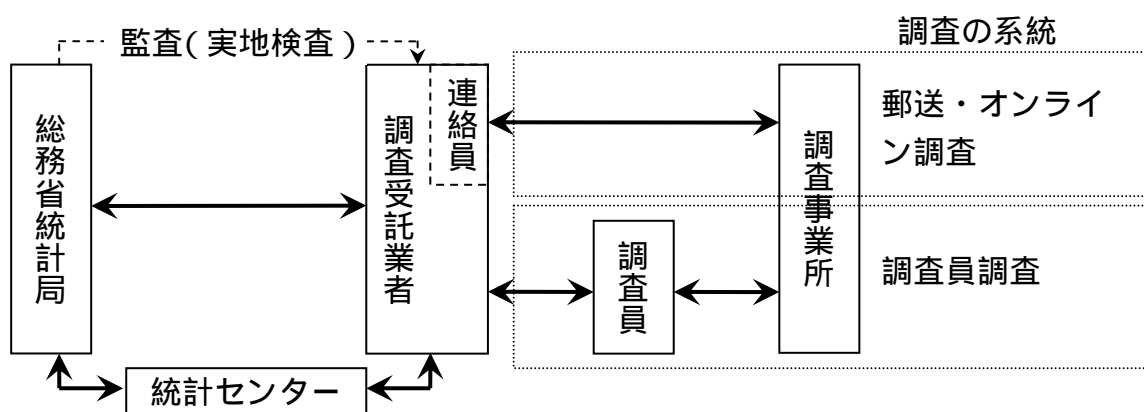 調査の系統
監査(実地検査)
総務省統計局
調査受託業者
連絡員
調査事業所
郵送・オンライ
ン調査
調査員
調査員調査
統計センター